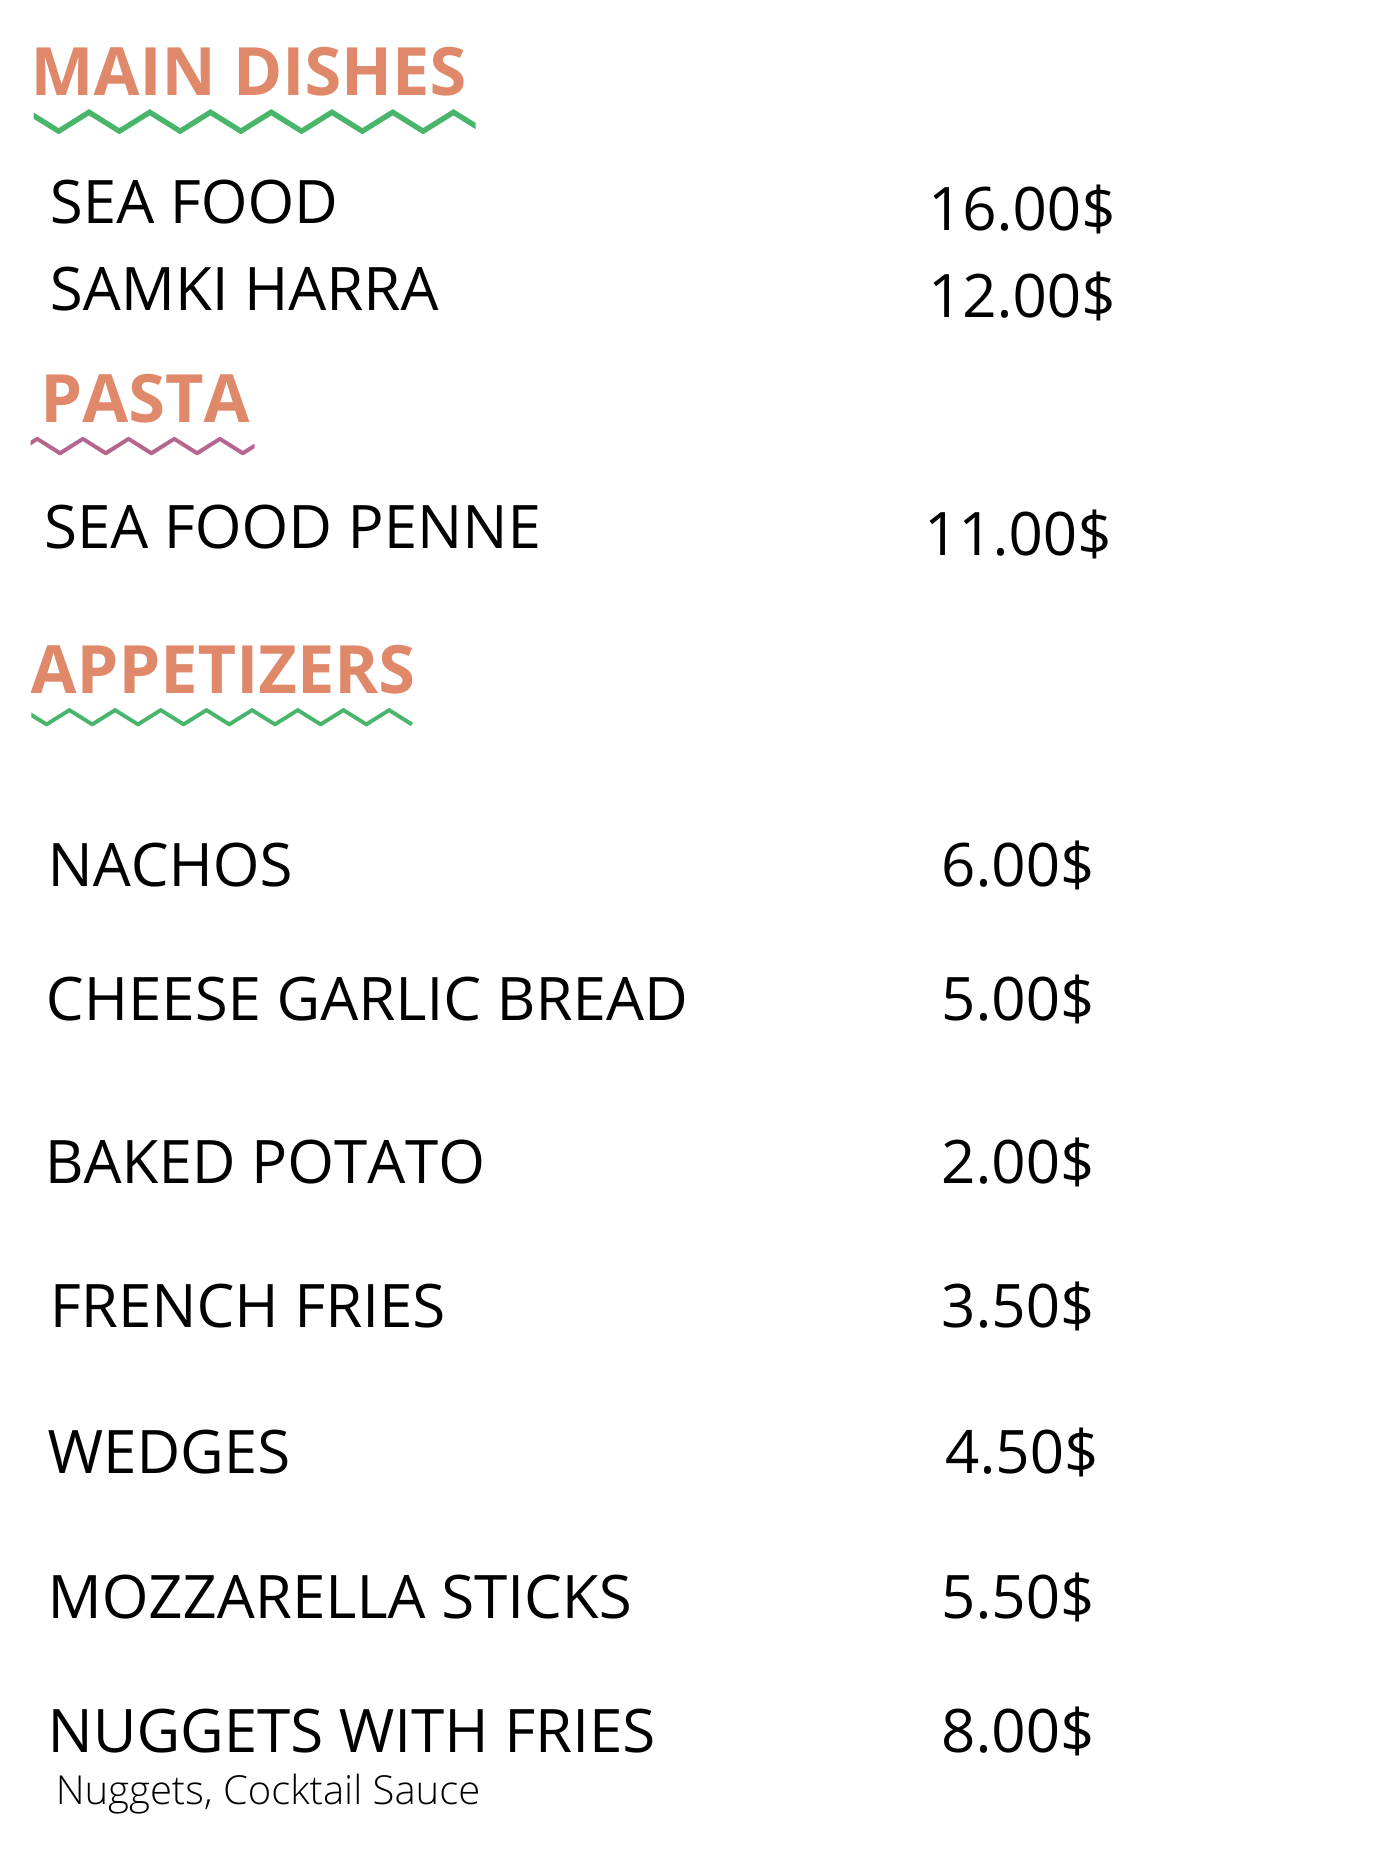 MAIN DISHES
SEA FOOD 16.00$
SAMKI HARRA 12.00$
PASTA
SEA FOOD PENNE 11.00$
APPETIZERS
NACHOS 6.00$
CHEESE GARLIC BREAD 5.00$
BAKED POTATO 2.00$
FRENCH FRIES 3.50$
WEDGES 4.50$
MOZZARELLA STICKS 5.50$
NUGGETS WITH FRIES 8.00$
Nuggets, Cocktail Sauce